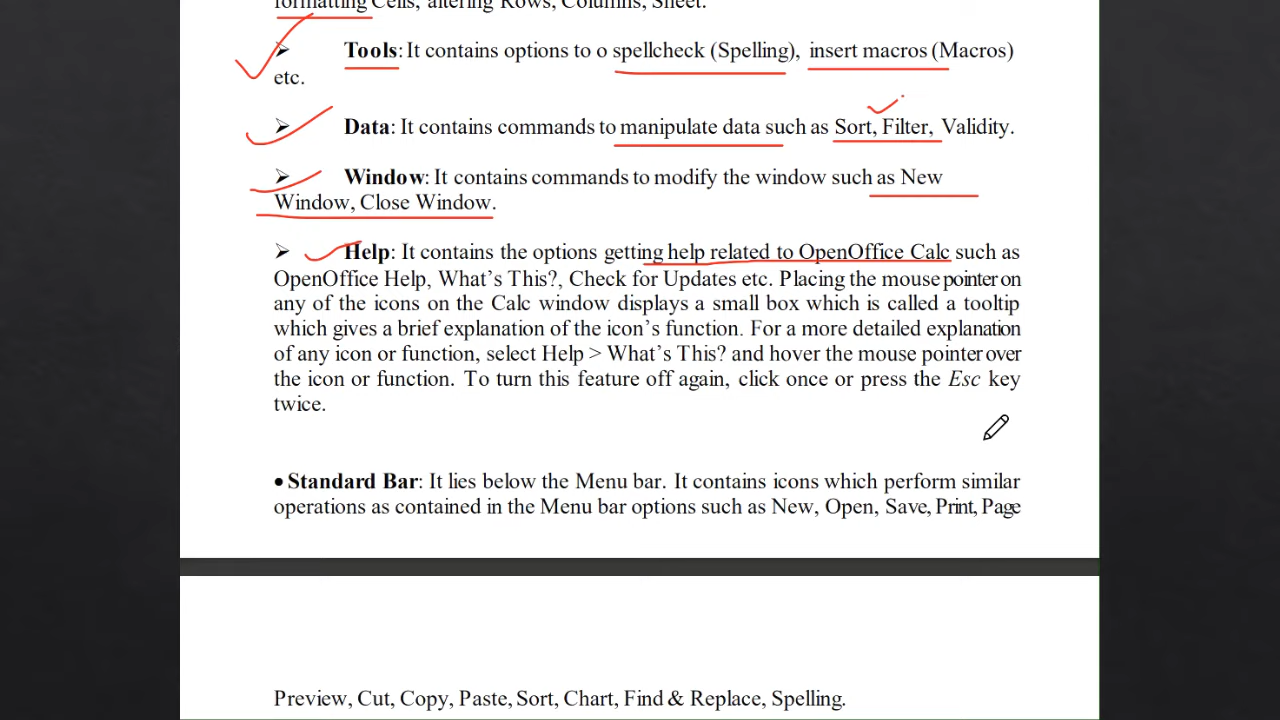 formatting Cells, altering Rows, Columns, Sheet.
➢ Tools: It contains options to o spellcheck (Spelling), insert macros (Macros)
etc.
➢ Data: It contains commands to manipulate data such as Sort, Filter, Validity.
➢ Window: It contains commands to modify the window such as New
Window, Close Window.
➢ Help: It contains the options getting help related to OpenOffice Calc such as
OpenOffice Help, What's This?, Check for Updates etc. Placing the mouse pointer on
any of the icons on the Calc window displays a small box which is called a tooltip
which gives a brief explanation of the icon's function. For a more detailed explanation
of any icon or function, select Help > What's This? and hover the mouse pointer over
the icon or function. To turn this feature off again, click once or press the Esc key
twice.
• Standard Bar: It lies below the Menu bar. It contains icons which perform similar
operations as contained in the Menu bar options such as New, Open, Save, Print, Page
Preview, Cut, Copy, Paste, Sort, Chart, Find & Replace, Spelling.